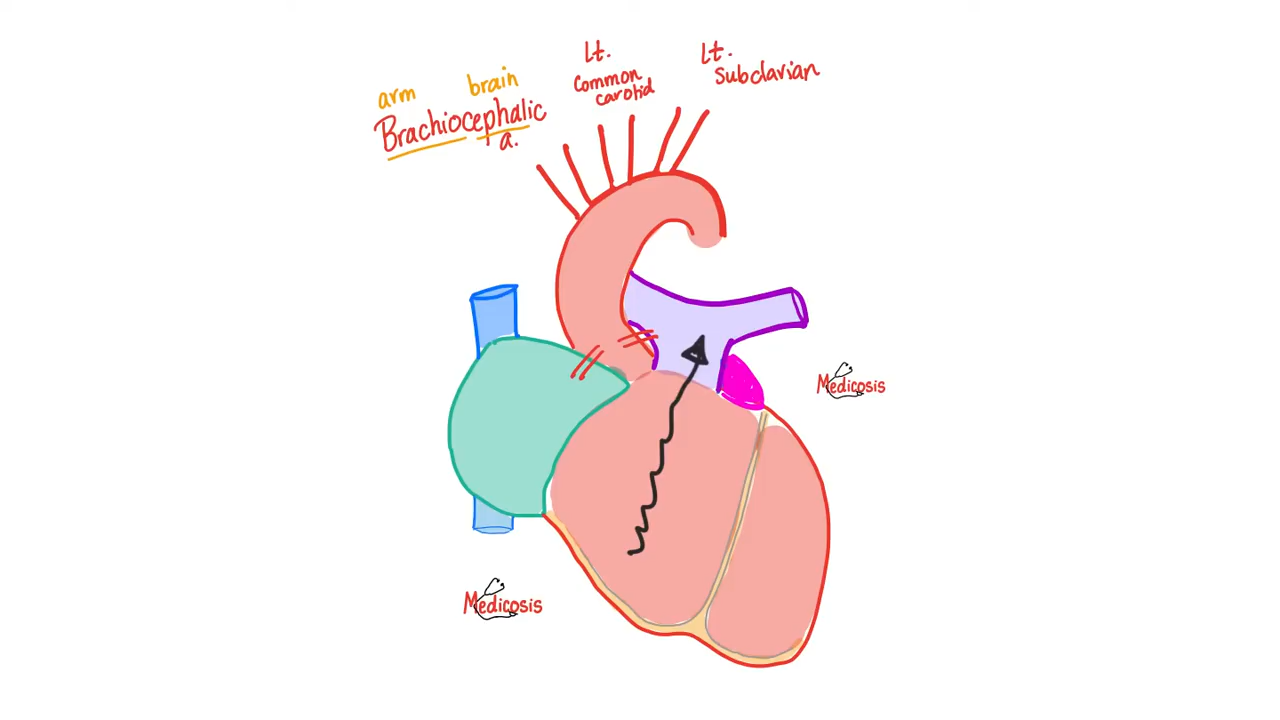 arm brain
Brachiocephalic
a.
Lt.
Common
carotid
Lt.
Subclavian
Medicosis
Medicosis